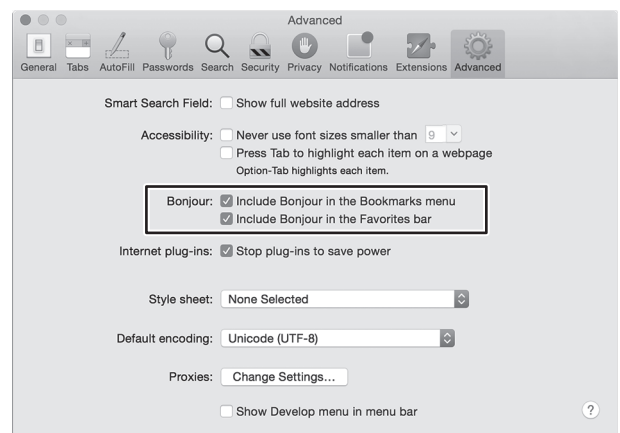 Advanced
General Tabs AutoFill Passwords Search Security Privacy Notifications Extensions Advanced
Smart Search Field: Show full website address
Accessibility: Never use font sizes smaller than 9
Press Tab to highlight each item on a webpage
Option-Tab highlights each item.
Bonjour: Include Bonjour in the Bookmarks menu
Include Bonjour in the Favorites bar
Internet plug-ins: Stop plug-ins to save power
Style sheet: None Selected
Default encoding: Unicode (UTF-8)
Proxies: Change Settings...
Show Develop menu in menu bar ?